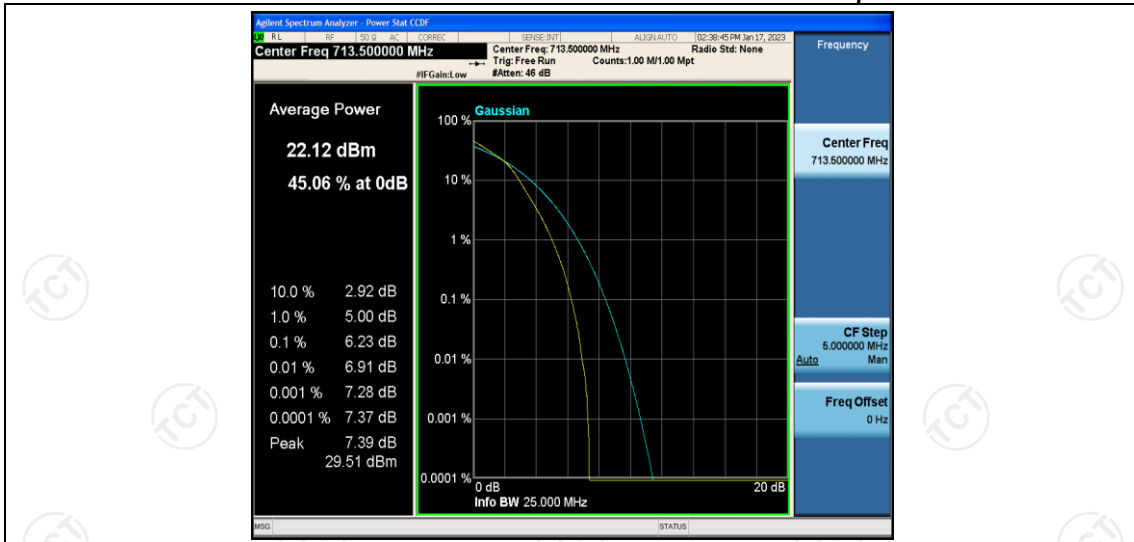 Agilent Spectrum Analyzer - Power Stat CCDF
LXI RL RF 50 Ω AC CORREC SENSE:INT ALIGN AUTO 02:38:45 PM Jan 17, 2023
Center Freq 713.500000 MHz
Center Freq: 713.500000 MHz Radio Std: None
Trig: Free Run Counts:1.00 M/1.00 Mpt
#IFGain:Low #Atten: 46 dB
Frequency
Average Power
22.12 dBm
45.06 % at 0dB
10.0 % 2.92 dB
1.0 % 5.00 dB
0.1 % 6.23 dB
0.01 % 6.91 dB
0.001 % 7.28 dB
0.0001 % 7.37 dB
Peak 7.39 dB
29.51 dBm
Gaussian
100 %
10 %
1 %
0.1 %
0.01 %
0.001 %
0.0001 %
0 dB 20 dB
Info BW 25.000 MHz
Center Freq
713.500000 MHz
CF Step
5.000000 MHz
Auto Man
Freq Offset
0 Hz
MSG STATUS
TCT
TCT
TCT
TCT